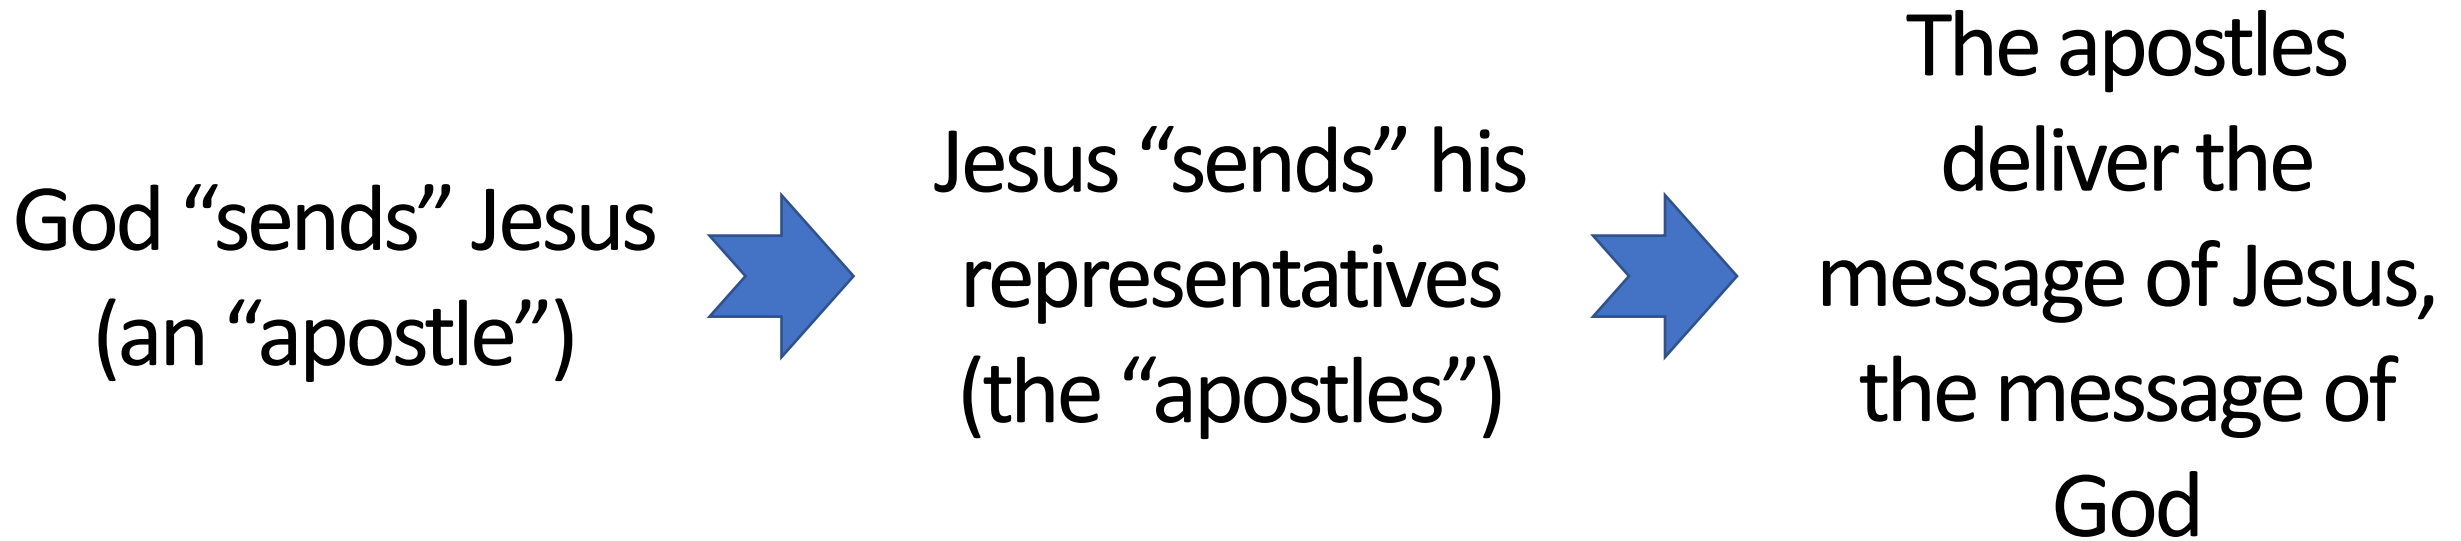 God “sends” Jesus
(an “apostle”)
Jesus “sends” his
representatives
(the “apostles”)
The apostles
deliver the
message of Jesus,
the message of
God